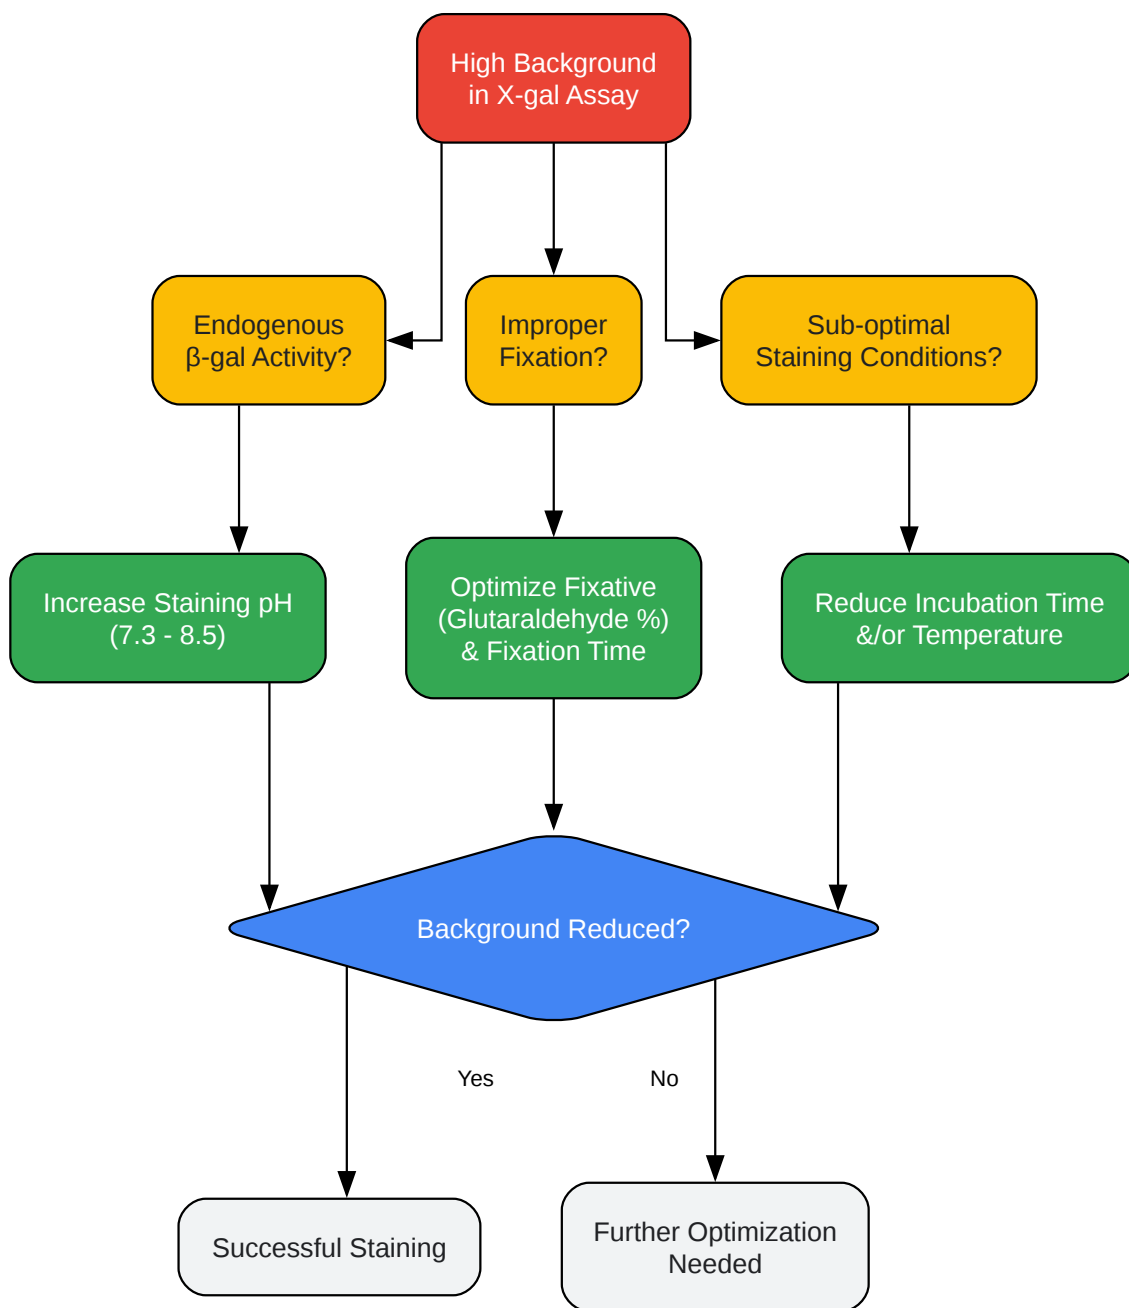 High Background
in X-gal Assay
Endogenous
β-gal Activity?
Improper
Fixation?
Sub-optimal
Staining Conditions?
Increase Staining pH
(7.3 - 8.5)
Optimize Fixative
(Glutaraldehyde %)
& Fixation Time
Reduce Incubation Time
&/or Temperature
Background Reduced?
Yes
No
Successful Staining
Further Optimization
Needed